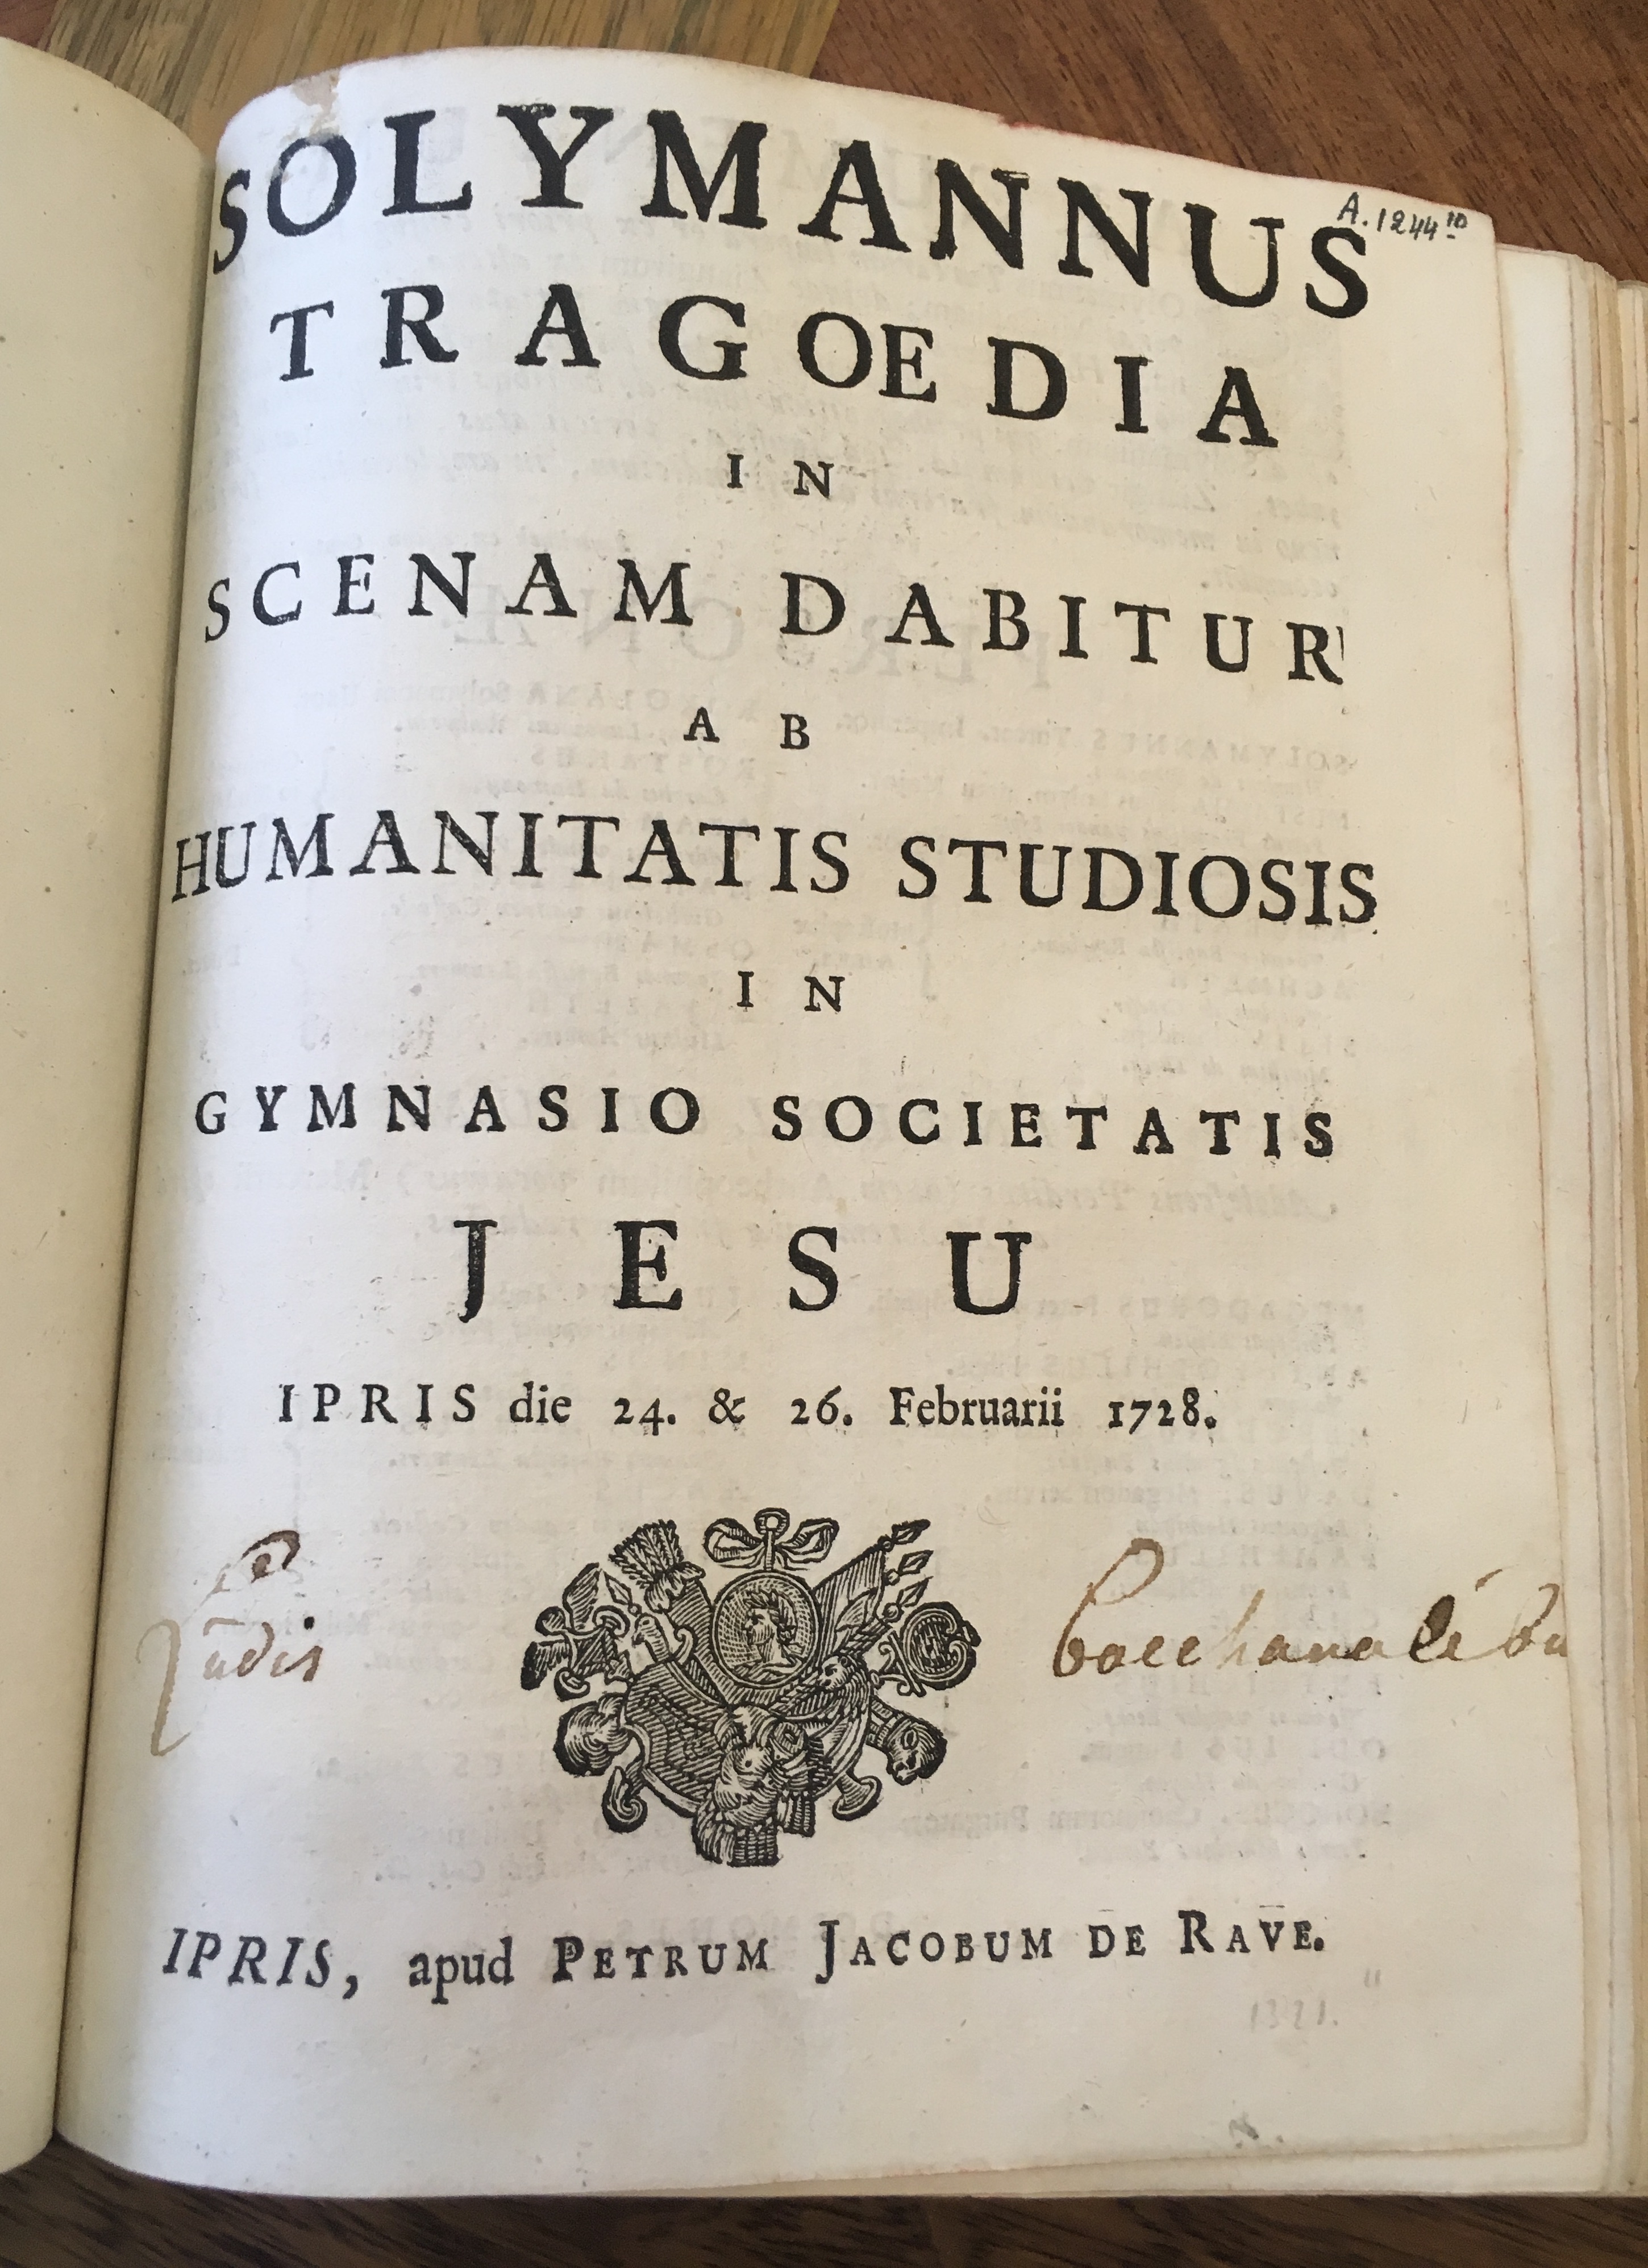 A. 1244 10
SOLYMANNUS
TRAGOEDIA
IN
SCENAM DABITUR
AB
HUMANITATIS STUDIOSIS
IN
GYMNASIO SOCIETATIS
JESU
IPRIS die 24. & 26. Februarii 1728.
IPRIS, apud PETRUM JACOBUM DE RAVE.
1321.